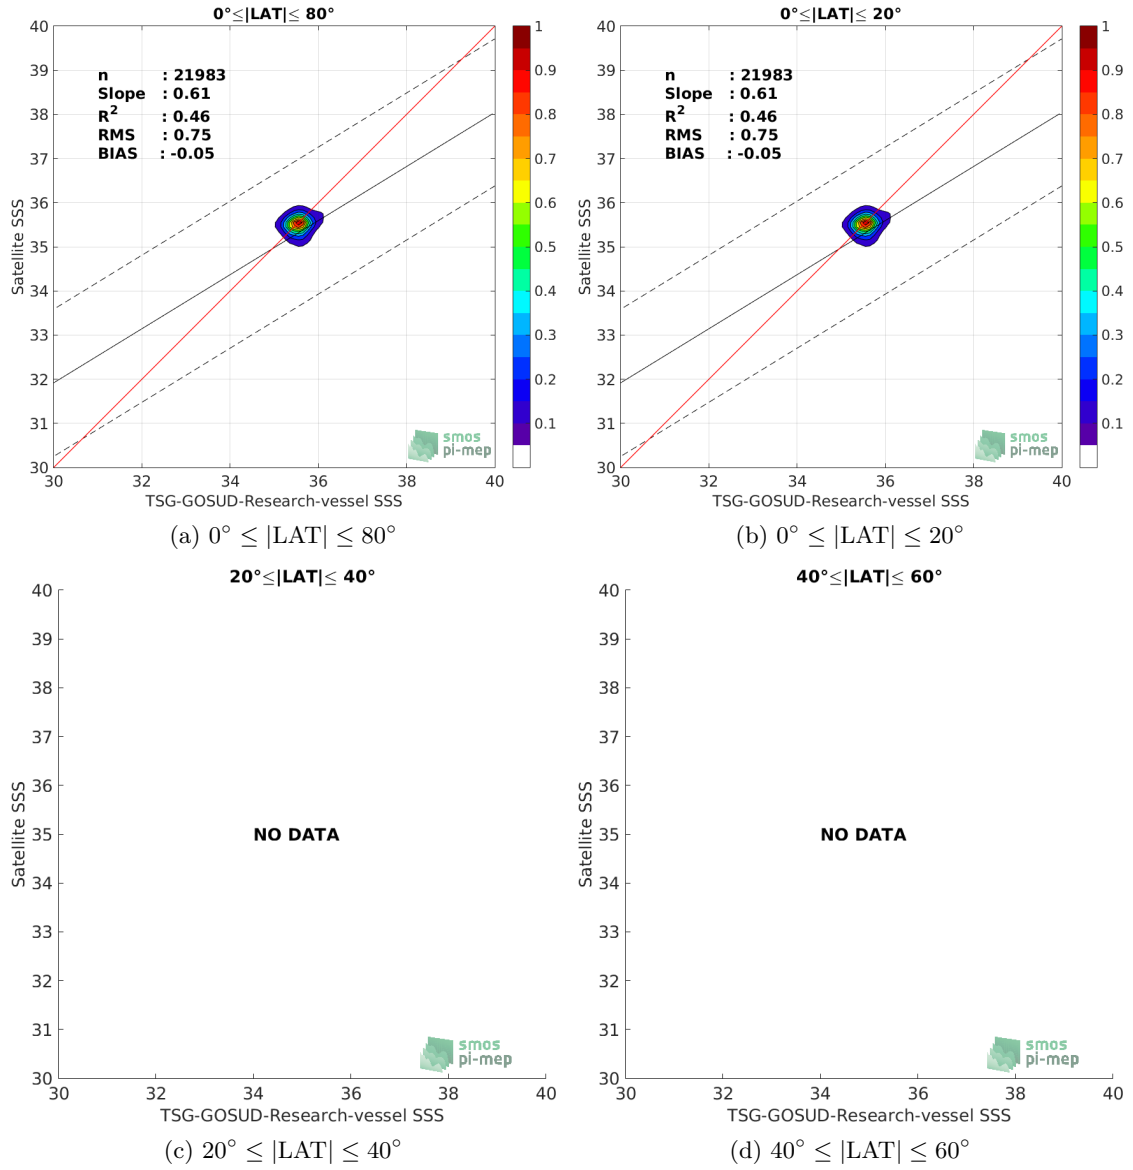 0°≤|LAT|≤ 80°
40
39
38
37
36
35
34
33
32
31
30
Satellite SSS
n : 21983
Slope : 0.61
R² : 0.46
RMS : 0.75
BIAS : -0.05
smos
pi-mep
30 32 34 36 38 40
TSG-GOSUD-Research-vessel SSS
1
0.9
0.8
0.7
0.6
0.5
0.4
0.3
0.2
0.1
(a) 0° ≤ |LAT| ≤ 80°
0°≤|LAT|≤ 20°
40
39
38
37
36
35
34
33
32
31
30
Satellite SSS
n : 21983
Slope : 0.61
R² : 0.46
RMS : 0.75
BIAS : -0.05
smos
pi-mep
30 32 34 36 38 40
TSG-GOSUD-Research-vessel SSS
1
0.9
0.8
0.7
0.6
0.5
0.4
0.3
0.2
0.1
(b) 0° ≤ |LAT| ≤ 20°
20°≤|LAT|≤ 40°
40
39
38
37
36
35
34
33
32
31
30
Satellite SSS
NO DATA
smos
pi-mep
30 32 34 36 38 40
TSG-GOSUD-Research-vessel SSS
(c) 20° ≤ |LAT| ≤ 40°
40°≤|LAT|≤ 60°
40
39
38
37
36
35
34
33
32
31
30
Satellite SSS
NO DATA
smos
pi-mep
30 32 34 36 38 40
TSG-GOSUD-Research-vessel SSS
(d) 40° ≤ |LAT| ≤ 60°